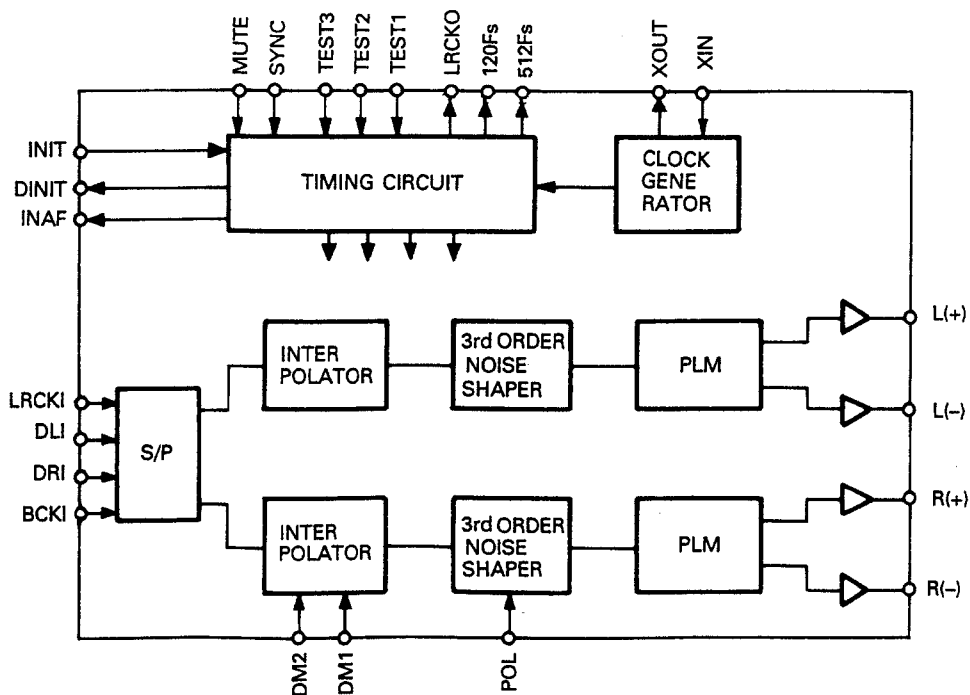 MUTE
SYNC
TEST3
TEST2
TEST1
LRCKO
120Fs
512Fs
XOUT
XIN
INIT
DINIT
INAF
TIMING CIRCUIT
CLOCK
GENE
RATOR
INTER
POLATOR
3rd ORDER
NOISE
SHAPER
PLM
L(+)
L(−)
LRCKI
DLI
DRI
BCKI
S/P
INTER
POLATOR
3rd ORDER
NOISE
SHAPER
PLM
R(+)
R(−)
DM2
DM1
POL